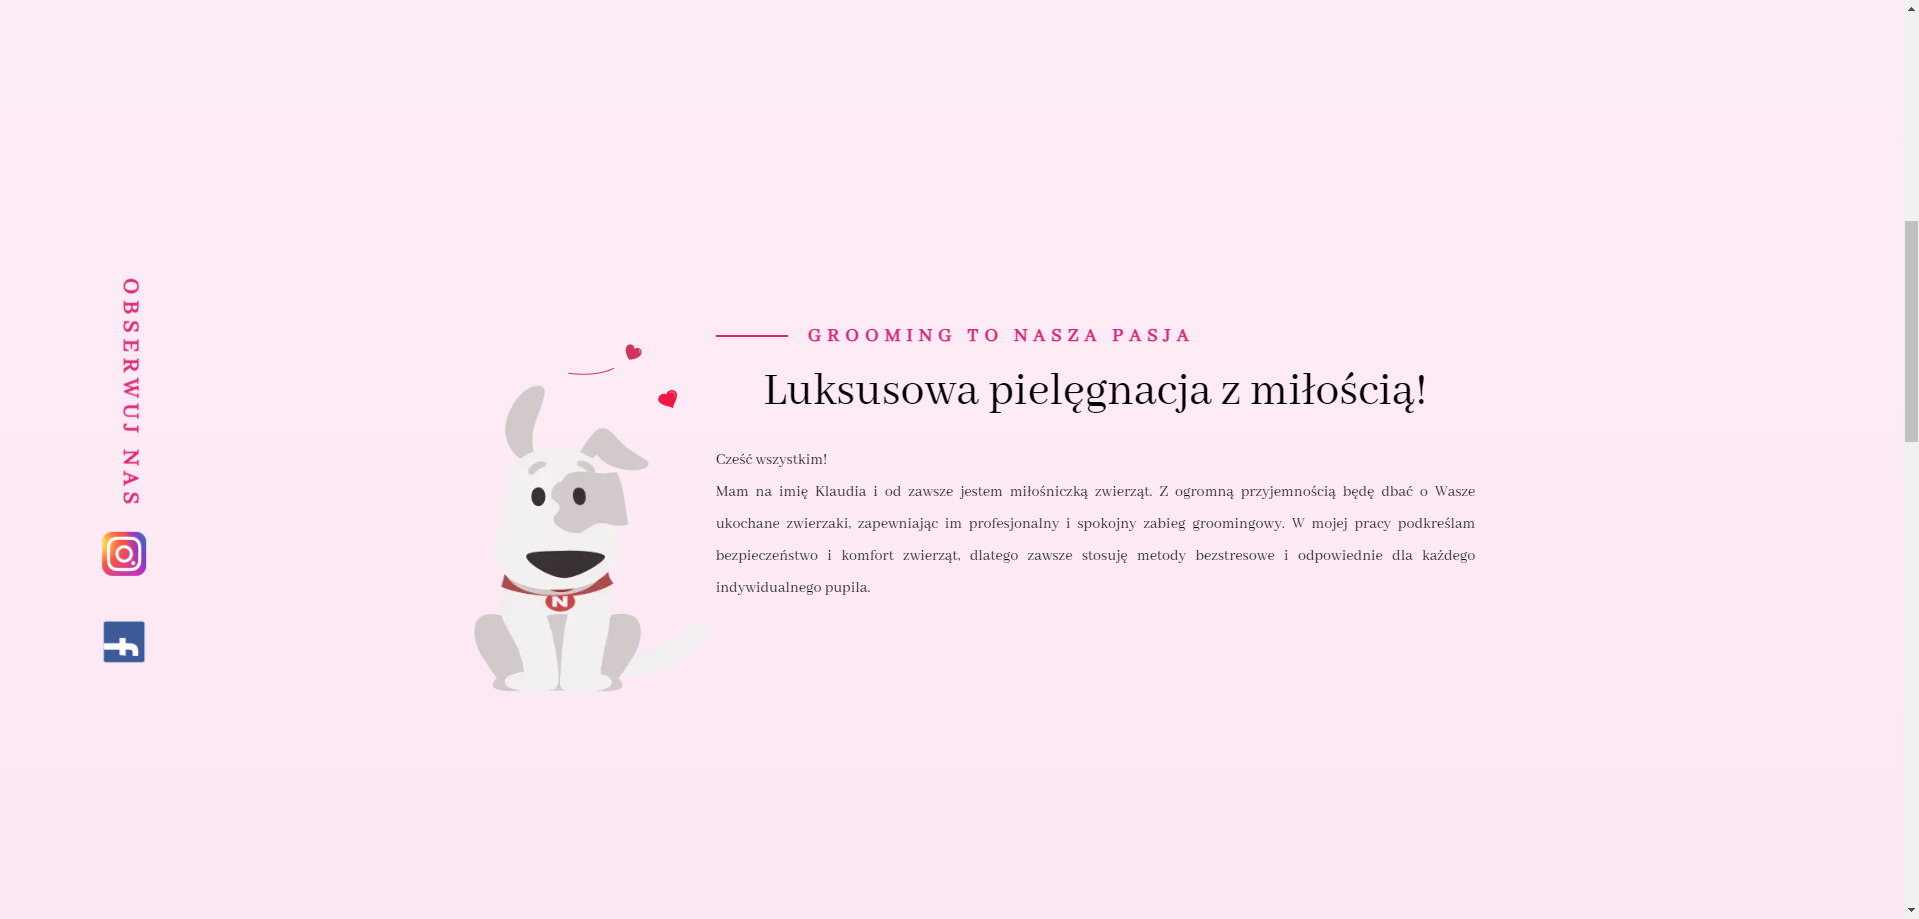 OBSERWUJ NAS
GROOMING TO NASZA PASJA
Luksusowa pielęgnacja z miłością!
Cześć wszystkim!
Mam na imię Klaudia i od zawsze jestem miłośniczką zwierząt. Z ogromną przyjemnością będę dbać o Wasze
ukochane zwierzaki, zapewniając im profesjonalny i spokojny zabieg groomingowy. W mojej pracy podkreślam
bezpieczeństwo i komfort zwierząt, dlatego zawsze stosuję metody bezstresowe i odpowiednie dla każdego
indywidualnego pupila.
N